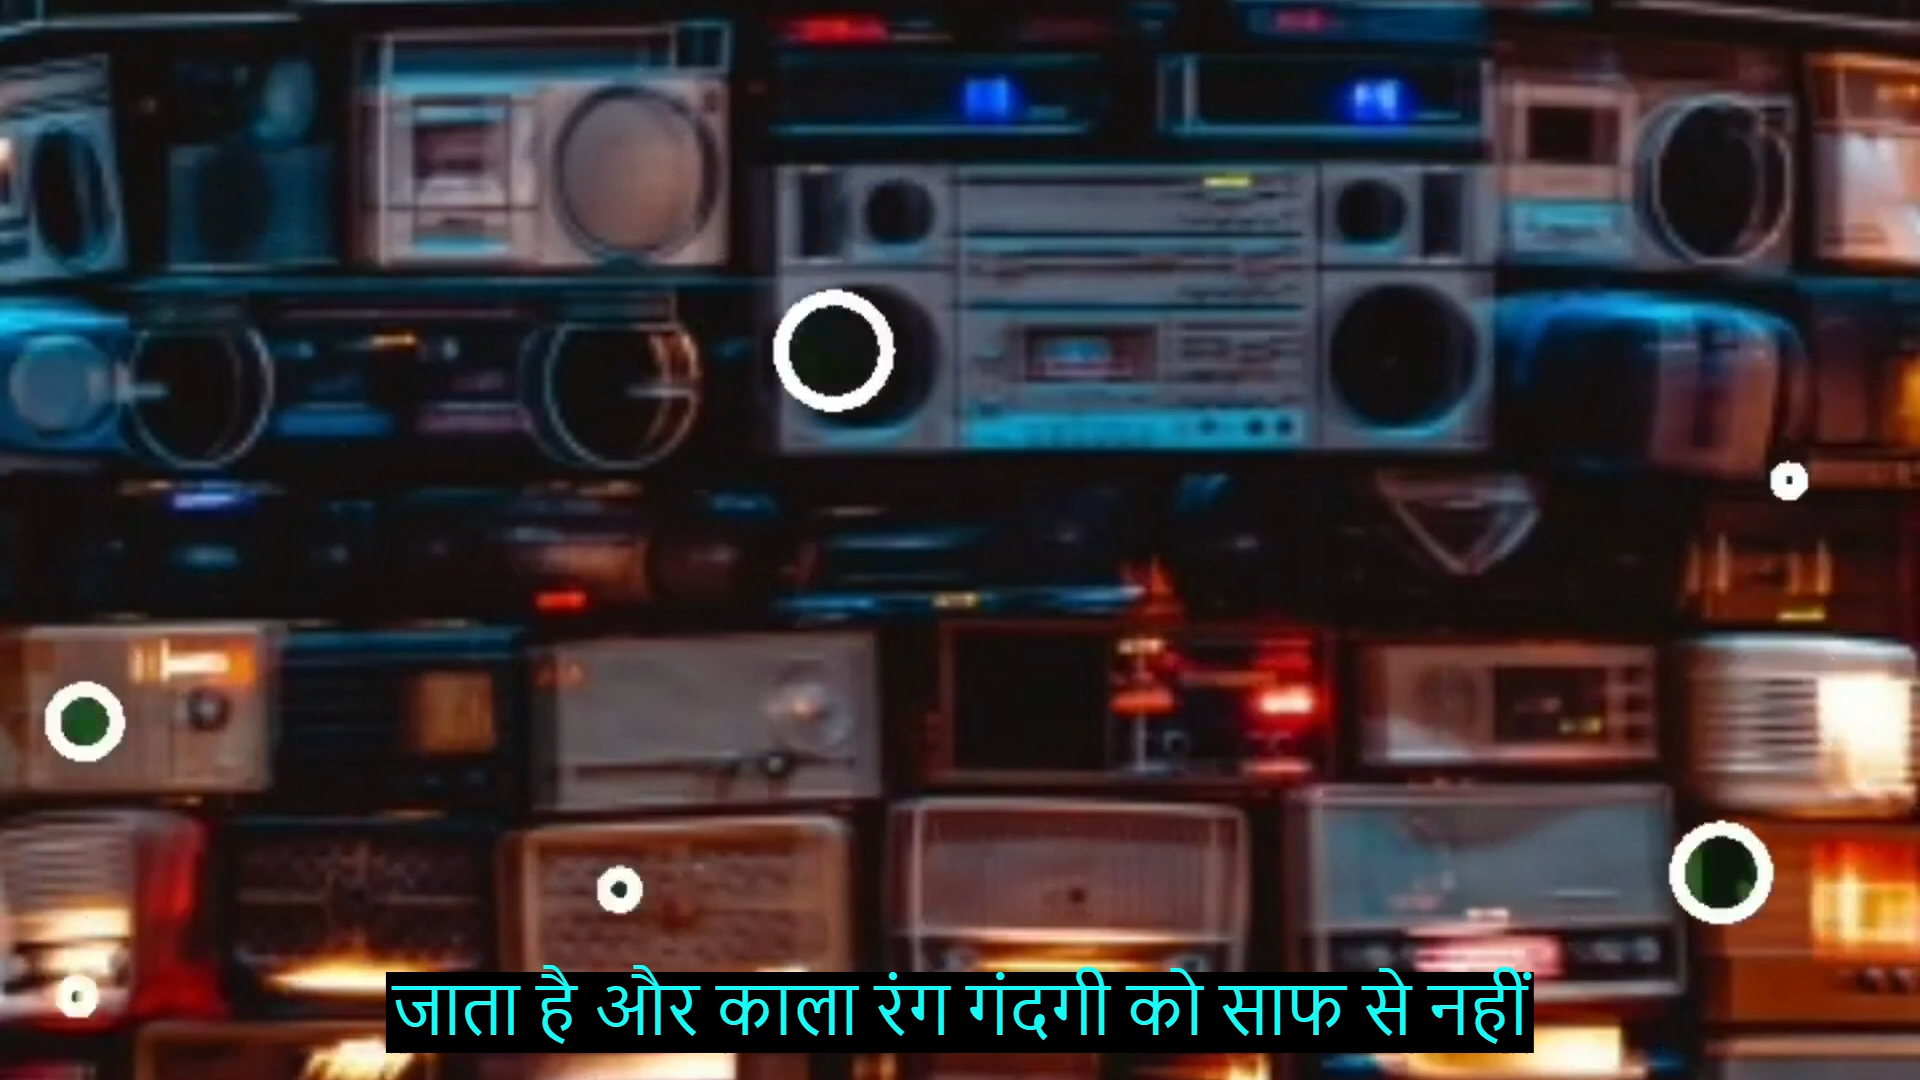 जाता है और काला रंग गंदगी को साफ से नहीं